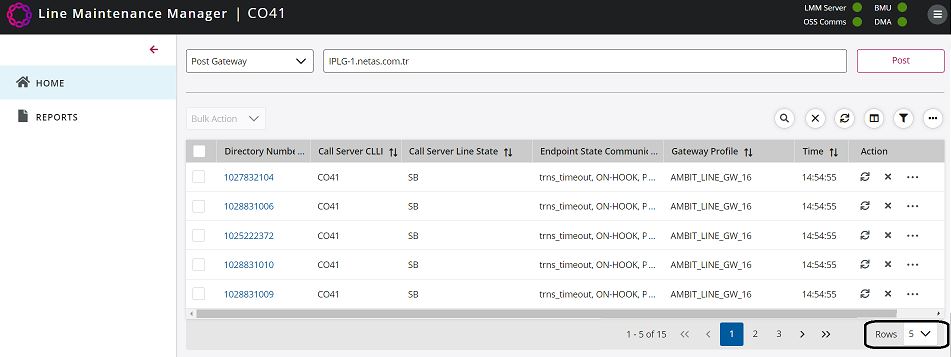 Line Maintenance Manager | CO41
LMM Server BMU
OSS Comms DMA
Post Gateway IPLG-1.netas.com.tr Post
HOME
REPORTS
Bulk Action
Directory Numbe... Call Server CLLI Call Server Line State Endpoint State Communic... Gateway Profile Time Action
1027832104 CO41 SB trns_timeout, ON-HOOK, P... AMBIT_LINE_GW_16 14:54:55
1028831006 CO41 SB trns_timeout, ON-HOOK, P... AMBIT_LINE_GW_16 14:54:55
1025222372 CO41 SB trns_timeout, ON-HOOK, P... AMBIT_LINE_GW_16 14:54:55
1028831010 CO41 SB trns_timeout, ON-HOOK, P... AMBIT_LINE_GW_16 14:54:55
1028831009 CO41 SB trns_timeout, ON-HOOK, P... AMBIT_LINE_GW_16 14:54:55
1 - 5 of 15 << < 1 2 3 > >> Rows 5